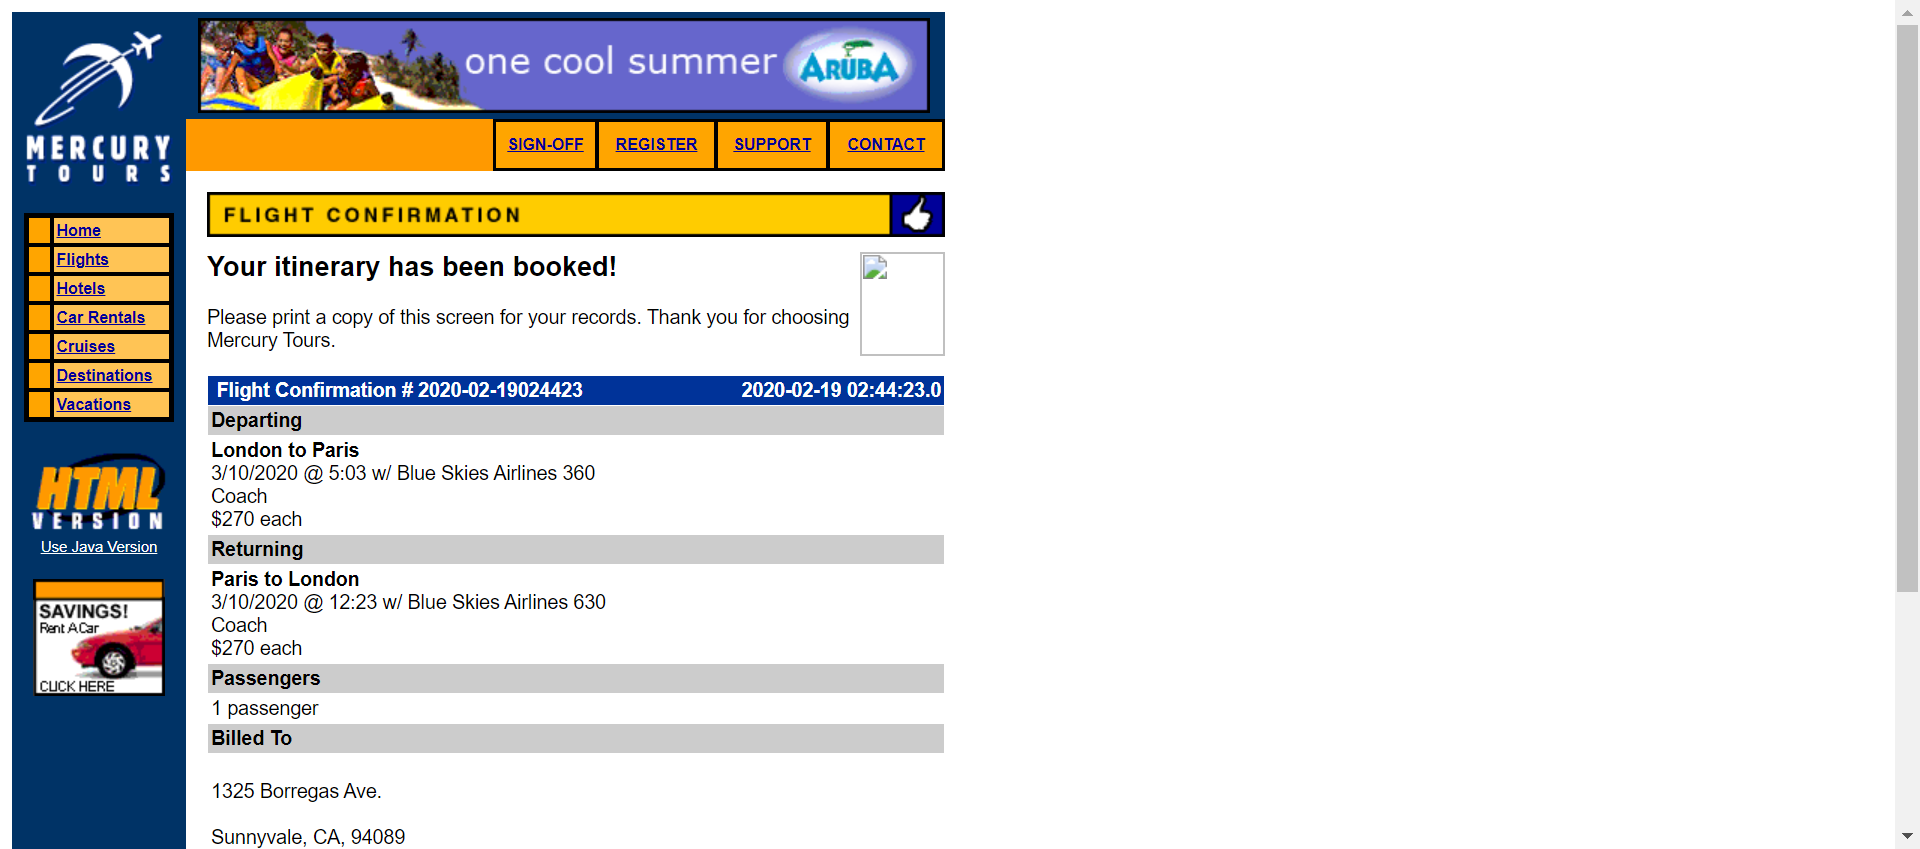 one cool summer ARUBA
MERCURY
TOURS
SIGN-OFF REGISTER SUPPORT CONTACT
FLIGHT CONFIRMATION
Home
Flights
Hotels
Car Rentals
Cruises
Destinations
Vacations
HTML
VERSION
Use Java Version
SAVINGS!
Rent A Car
CLICK HERE
Your itinerary has been booked!
Please print a copy of this screen for your records. Thank you for choosing
Mercury Tours.
Flight Confirmation # 2020-02-19024423 2020-02-19 02:44:23.0
Departing
London to Paris
3/10/2020 @ 5:03 w/ Blue Skies Airlines 360
Coach
$270 each
Returning
Paris to London
3/10/2020 @ 12:23 w/ Blue Skies Airlines 630
Coach
$270 each
Passengers
1 passenger
Billed To
1325 Borregas Ave.
Sunnyvale, CA, 94089